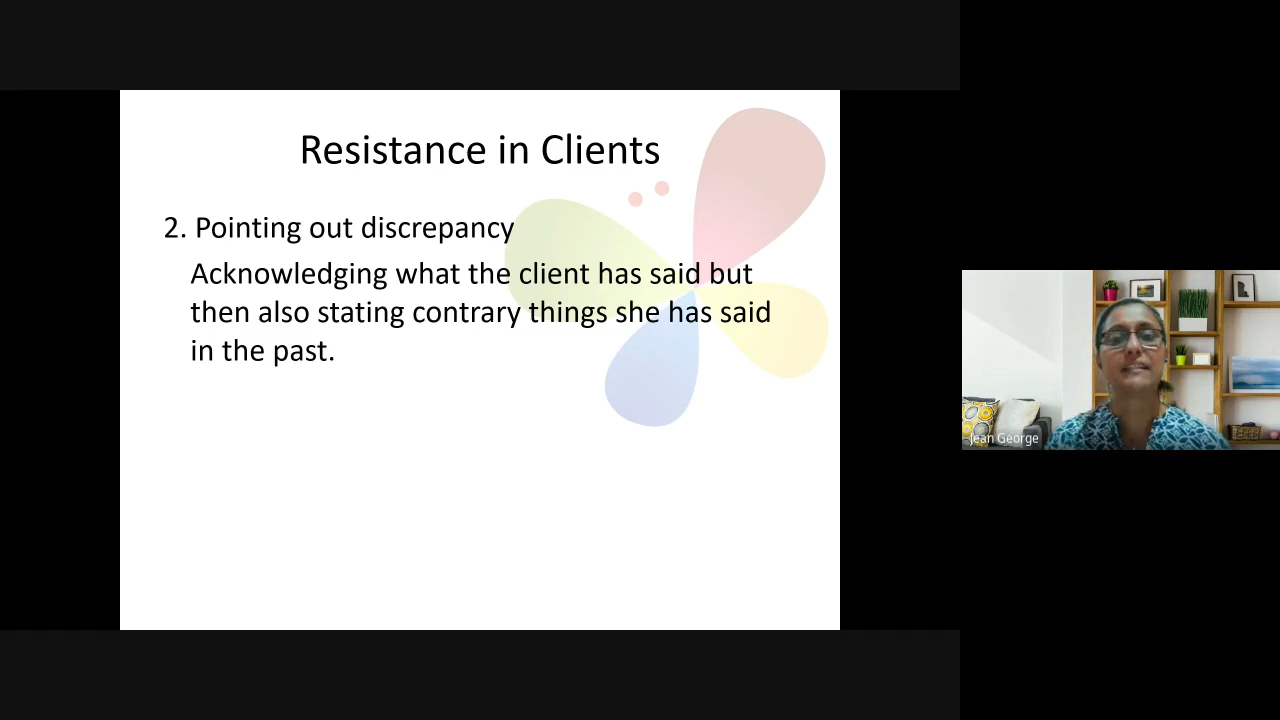 Resistance in Clients
2. Pointing out discrepancy
Acknowledging what the client has said but
then also stating contrary things she has said
in the past.
Jean George